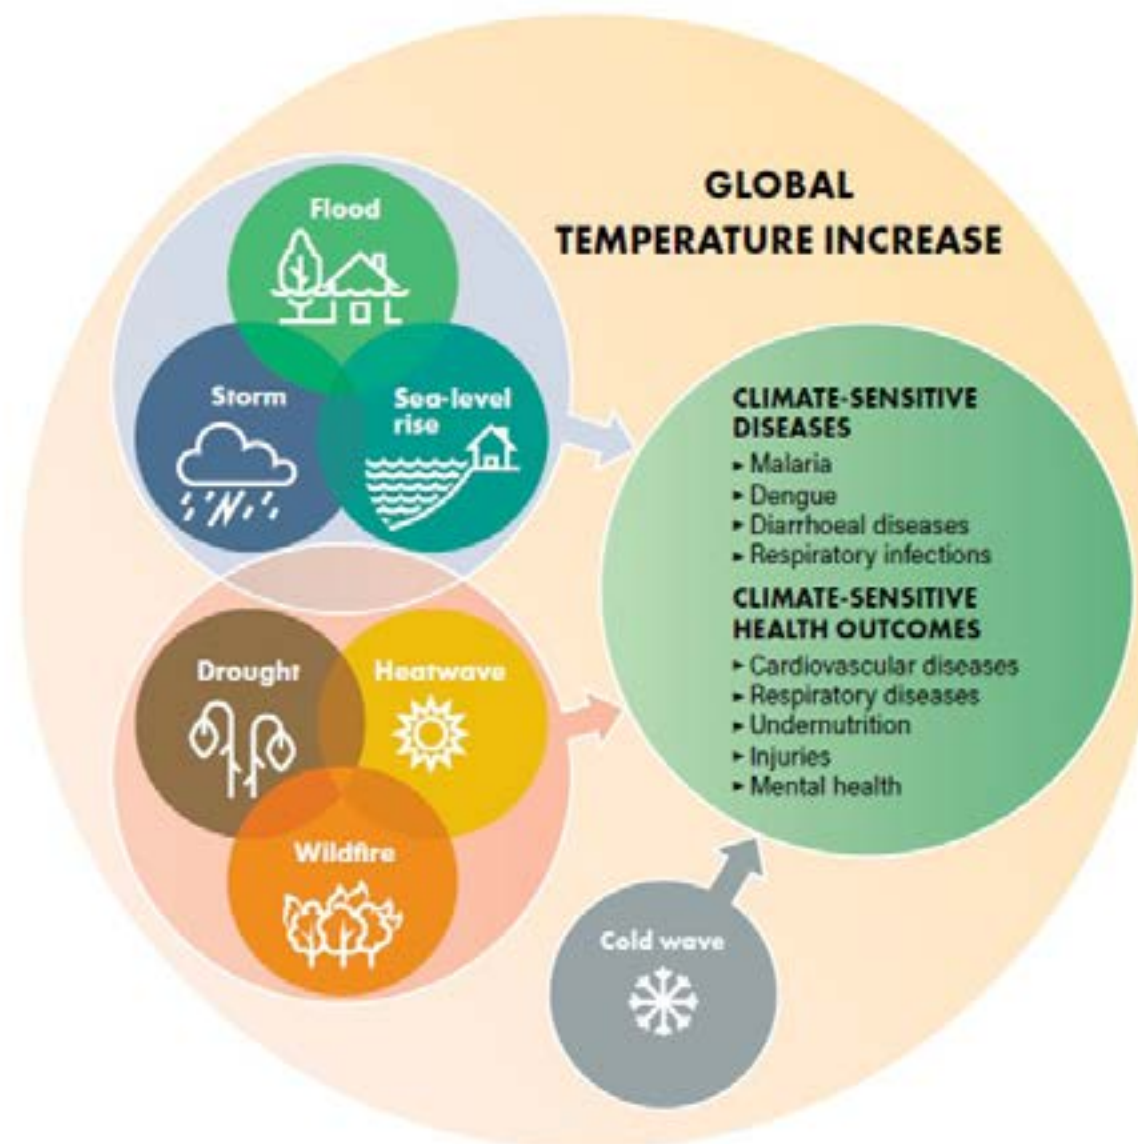 GLOBAL
TEMPERATURE INCREASE
Flood
Storm
Sea-level
rise
Drought
Heatwave
Wildfire
Cold wave
CLIMATE-SENSITIVE
DISEASES
► Malaria
► Dengue
► Diarrhoeal diseases
► Respiratory infections
CLIMATE-SENSITIVE
HEALTH OUTCOMES
► Cardiovascular diseases
► Respiratory diseases
► Undernutrition
► Injuries
► Mental health